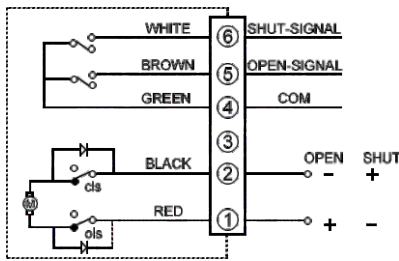 WHITE ⑥ SHUT-SIGNAL
BROWN ⑤ OPEN-SIGNAL
GREEN ④ COM
③
BLACK ② OPEN SHUT
cls − +
M
RED ①
ols + −